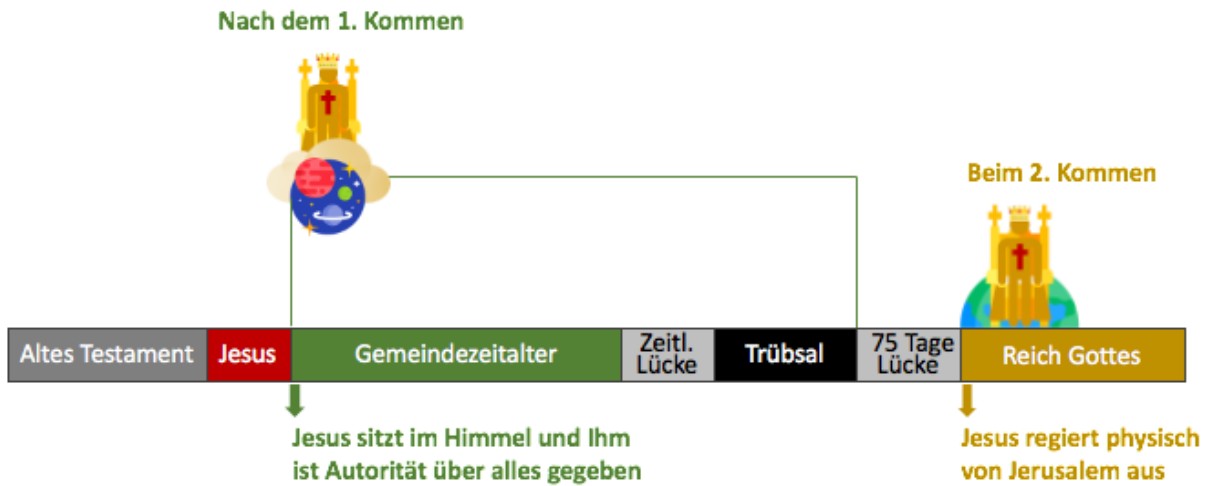 Nach dem 1. Kommen
Beim 2. Kommen
Altes Testament
Jesus
Gemeindezeitalter
Zeitl.
Lücke
Trübsal
75 Tage
Lücke
Reich Gottes
Jesus sitzt im Himmel und Ihm
ist Autorität über alles gegeben
Jesus regiert physisch
von Jerusalem aus